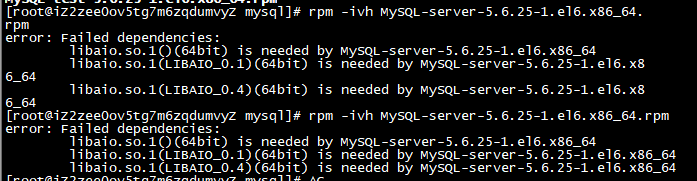 [root@iZ2zee0ov5tg7m6zqdumvyZ mysql]# rpm -ivh MySQL-server-5.6.25-1.el6.x86_64.
rpm
error: Failed dependencies:
libaio.so.1()(64bit) is needed by MySQL-server-5.6.25-1.el6.x86_64
libaio.so.1(LIBAIO_0.1)(64bit) is needed by MySQL-server-5.6.25-1.el6.x8
6_64
libaio.so.1(LIBAIO_0.4)(64bit) is needed by MySQL-server-5.6.25-1.el6.x8
6_64
[root@iZ2zee0ov5tg7m6zqdumvyZ mysql]# rpm -ivh MySQL-server-5.6.25-1.el6.x86_64.rpm
error: Failed dependencies:
libaio.so.1()(64bit) is needed by MySQL-server-5.6.25-1.el6.x86_64
libaio.so.1(LIBAIO_0.1)(64bit) is needed by MySQL-server-5.6.25-1.el6.x86_64
libaio.so.1(LIBAIO_0.4)(64bit) is needed by MySQL-server-5.6.25-1.el6.x86_64
[root@iZ2zee0ov5tg7m6zqdumvyZ mysql]# ^C